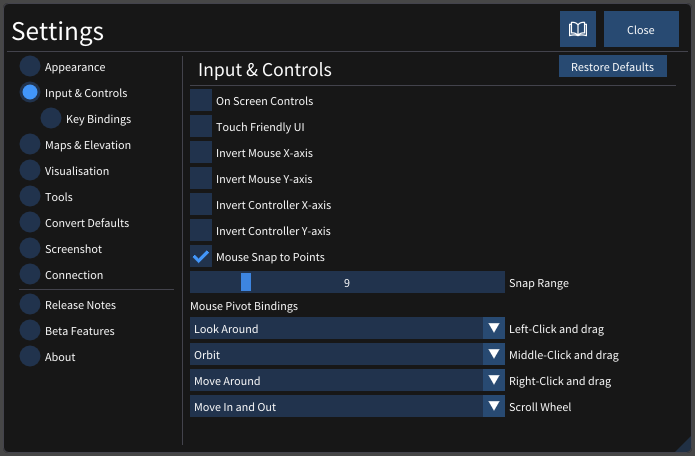 Settings
Close
Appearance
Input & Controls
Key Bindings
Maps & Elevation
Visualisation
Tools
Convert Defaults
Screenshot
Connection
Release Notes
Beta Features
About
Input & Controls
Restore Defaults
On Screen Controls
Touch Friendly UI
Invert Mouse X-axis
Invert Mouse Y-axis
Invert Controller X-axis
Invert Controller Y-axis
Mouse Snap to Points
9 Snap Range
Mouse Pivot Bindings
Look Around Left-Click and drag
Orbit Middle-Click and drag
Move Around Right-Click and drag
Move In and Out Scroll Wheel